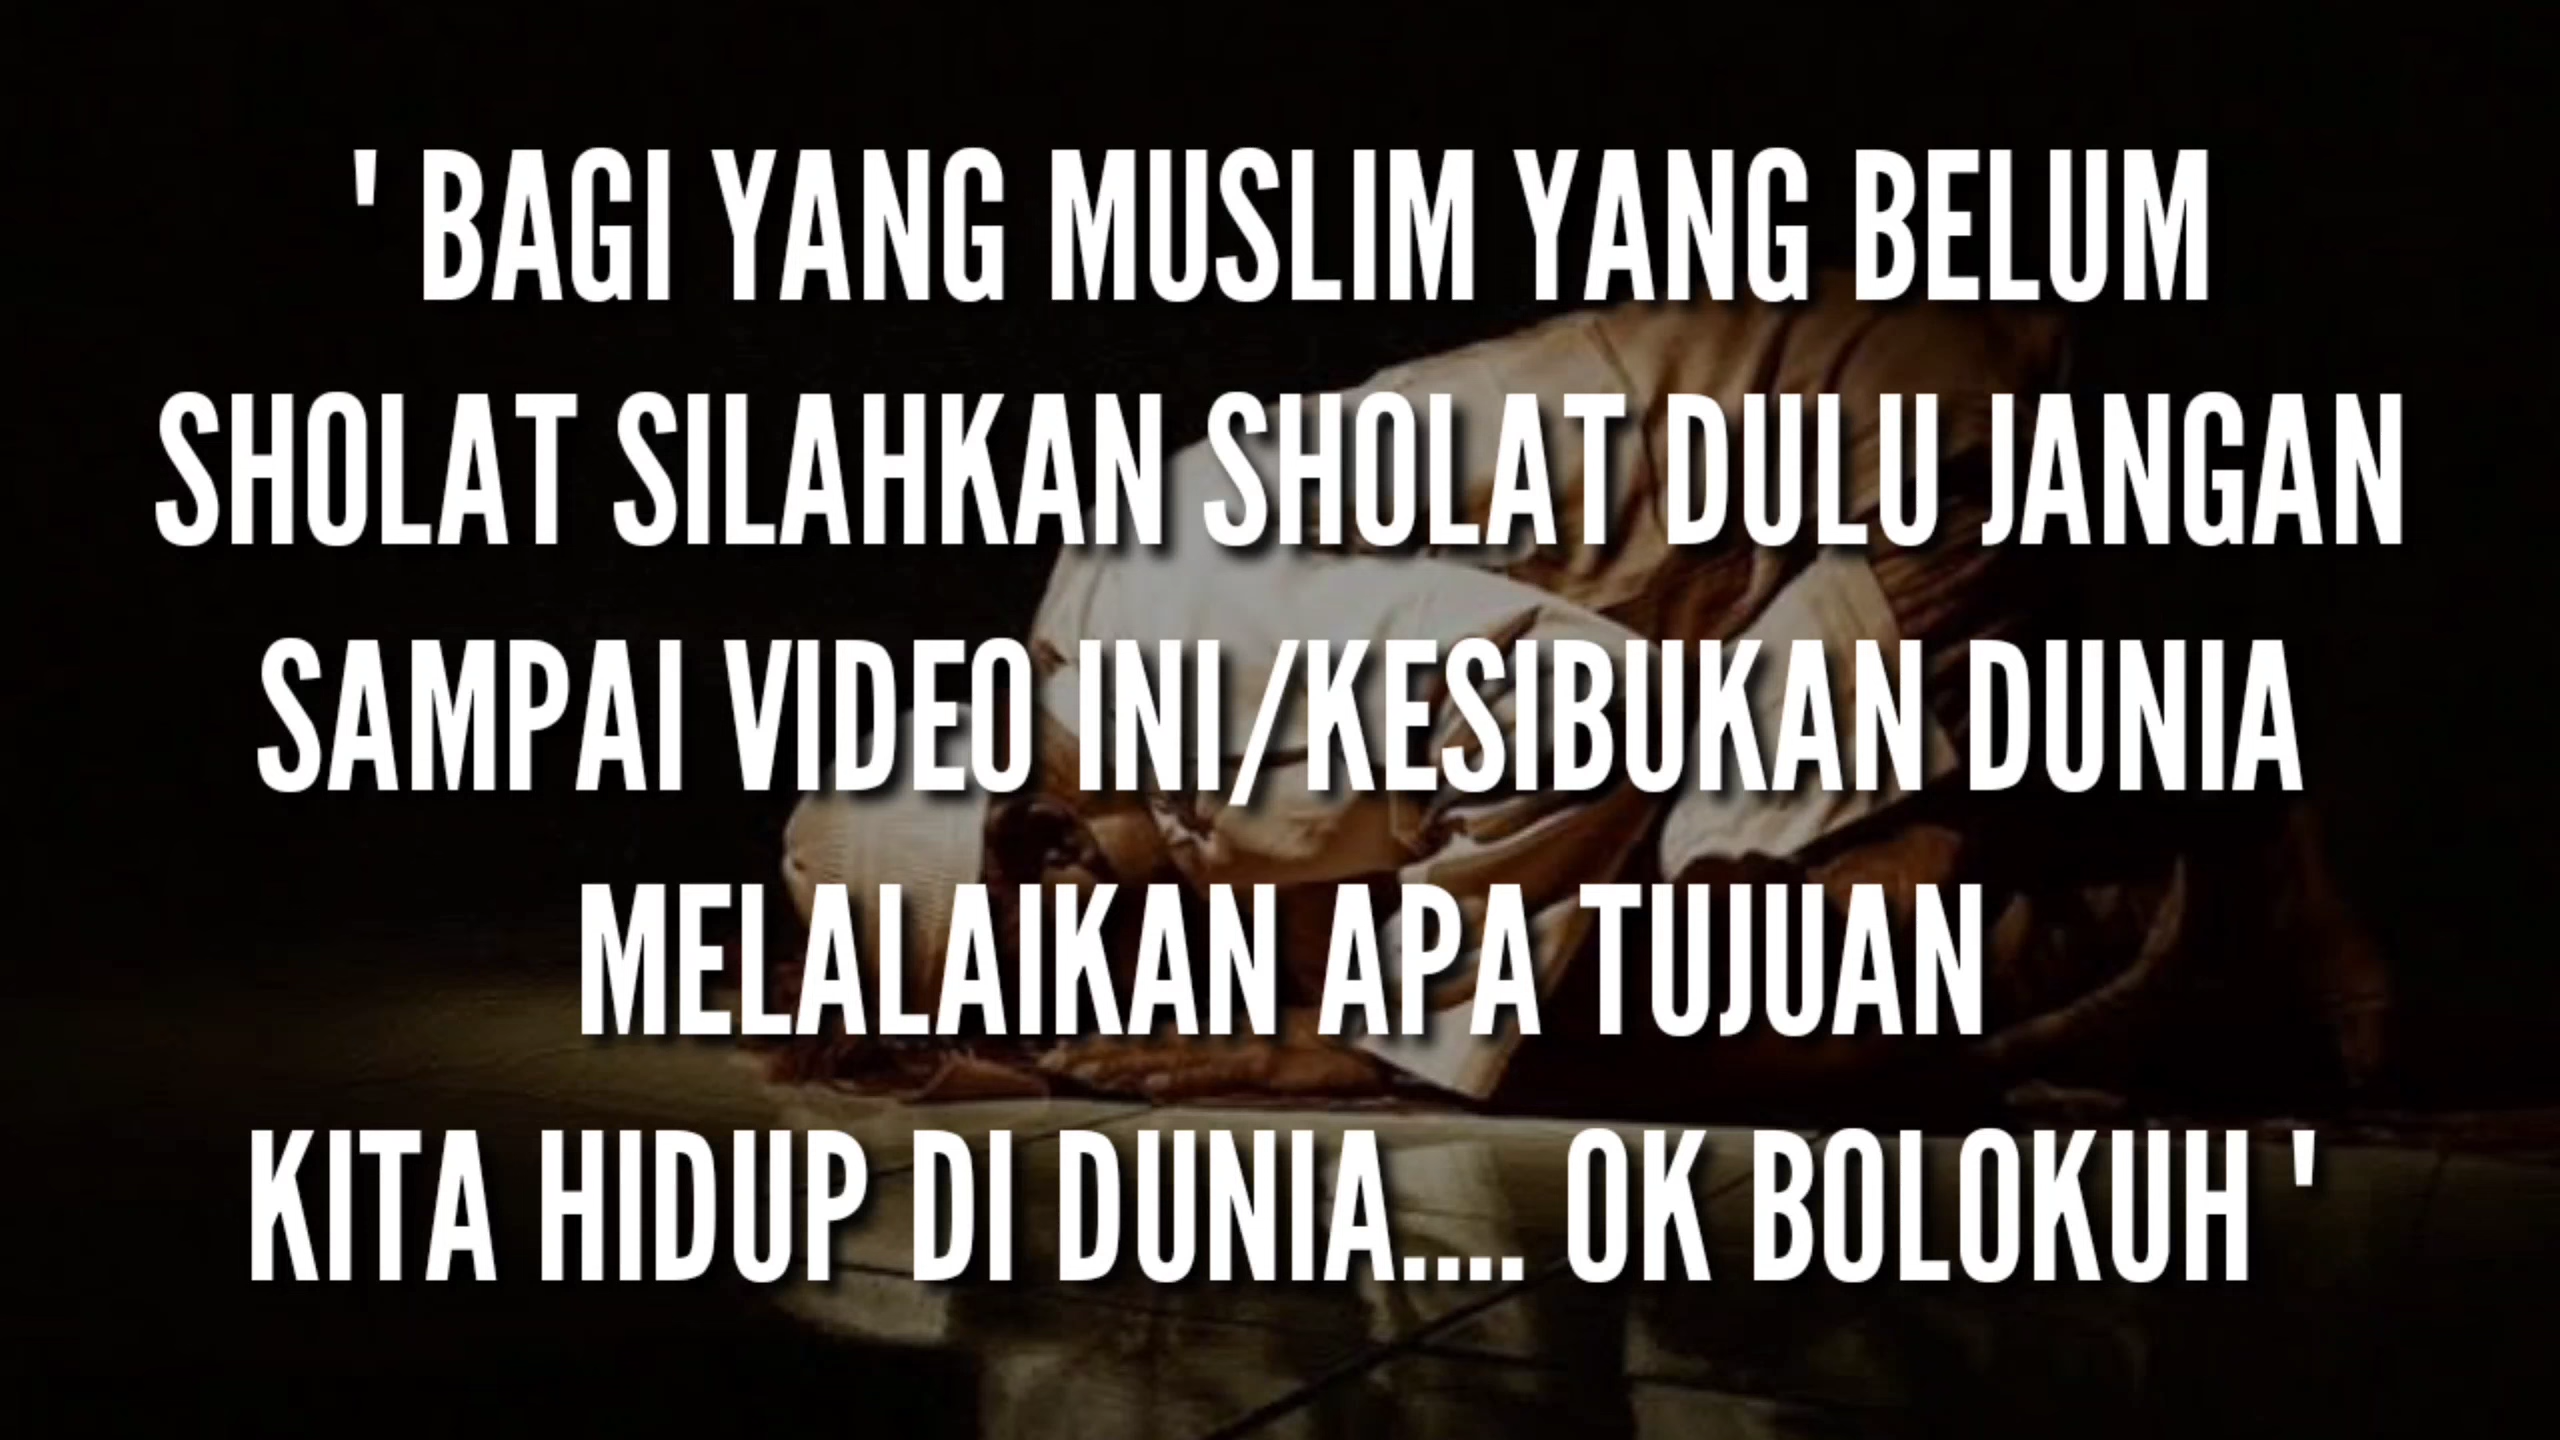 ' BAGI YANG MUSLIM YANG BELUM
SHOLAT SILAHKAN SHOLAT DULU JANGAN
SAMPAI VIDEO INI/KESIBUKAN DUNIA
MELALAIKAN APA TUJUAN
KITA HIDUP DI DUNIA.... OK BOLOKUH '